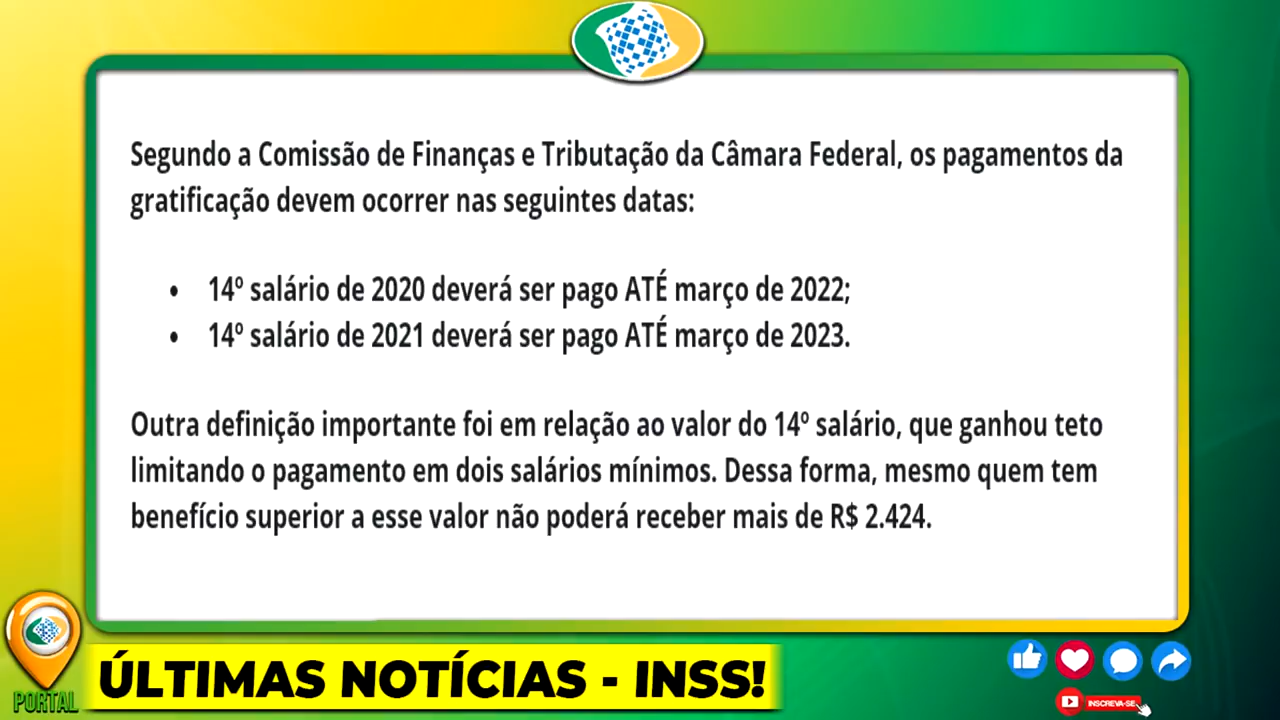 Segundo a Comissão de Finanças e Tributação da Câmara Federal, os pagamentos da
gratificação devem ocorrer nas seguintes datas:
• 14º salário de 2020 deverá ser pago ATÉ março de 2022;
• 14º salário de 2021 deverá ser pago ATÉ março de 2023.
Outra definição importante foi em relação ao valor do 14º salário, que ganhou teto
limitando o pagamento em dois salários mínimos. Dessa forma, mesmo quem tem
benefício superior a esse valor não poderá receber mais de R$ 2.424.
PORTAL
ÚLTIMAS NOTÍCIAS - INSS!
INSCREVA-SE